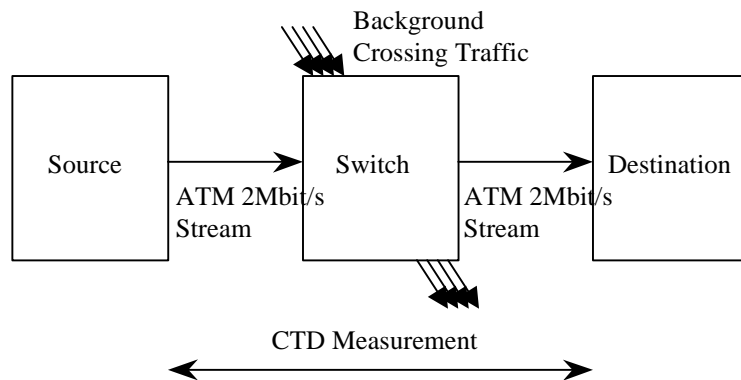 Background
Crossing Traffic
Source
Switch
Destination
ATM 2Mbit/s
Stream
ATM 2Mbit/s
Stream
CTD Measurement